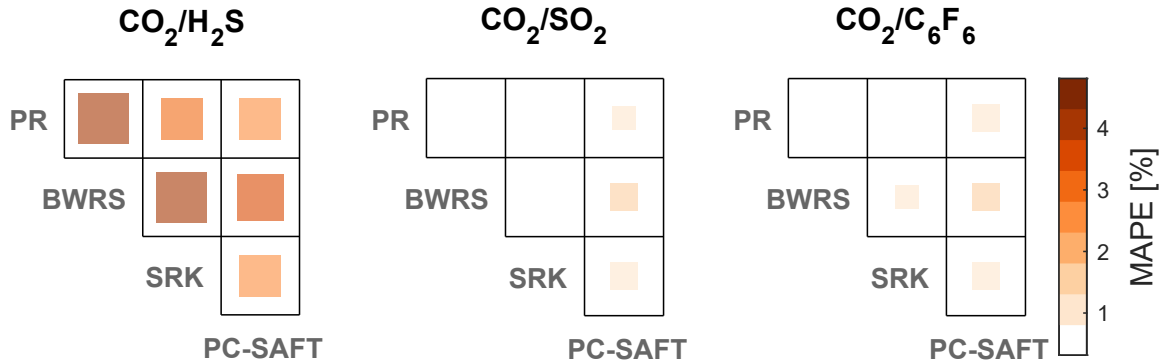 CO2/H2S
PR
BWRS
SRK
PC-SAFT
CO2/SO2
PR
BWRS
SRK
PC-SAFT
CO2/C6F6
PR
BWRS
SRK
PC-SAFT
4
3
2
1
MAPE [%]